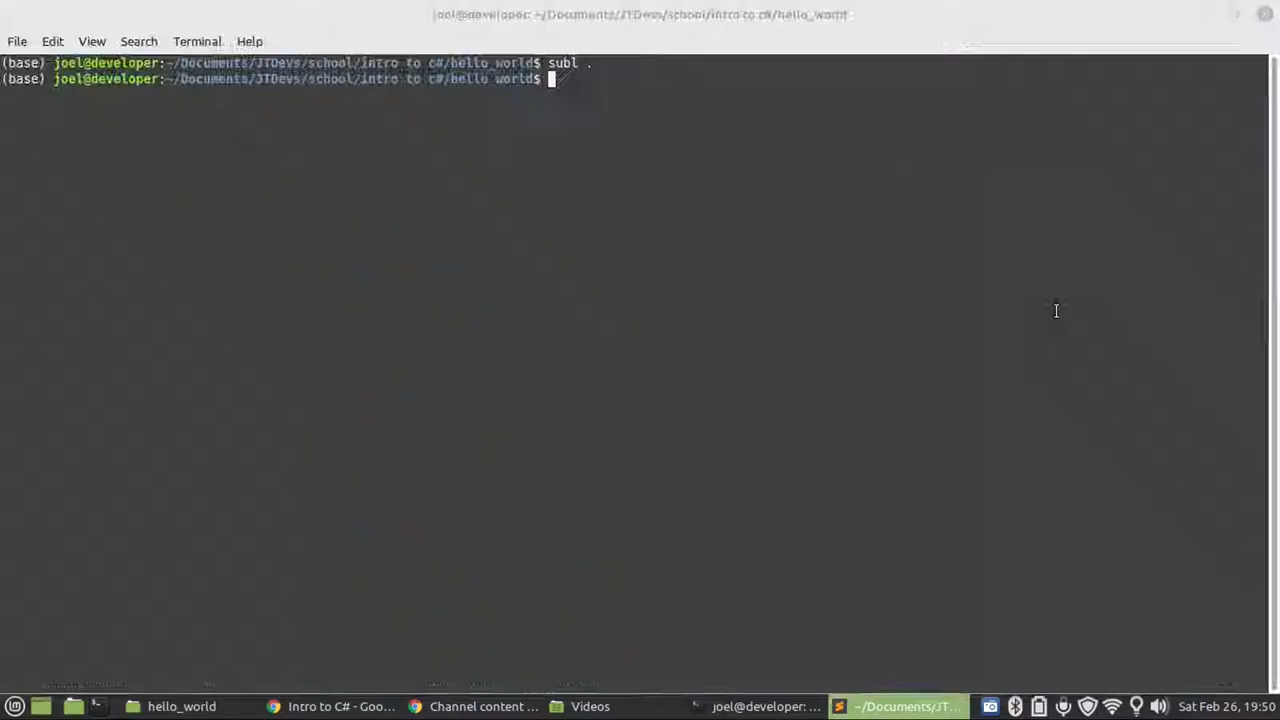 joel@developer: ~/Documents/JTDevs/school/intro to c#/hello_world
File Edit View Search Terminal Help
(base) joel@developer:~/Documents/JTDevs/school/intro to c#/hello_world$ subl .
(base) joel@developer:~/Documents/JTDevs/school/intro to c#/hello_world$
hello_world Intro to C# - Goo... Channel content ... Videos joel@developer: ... ~/Documents/JT... Sat Feb 26, 19:50